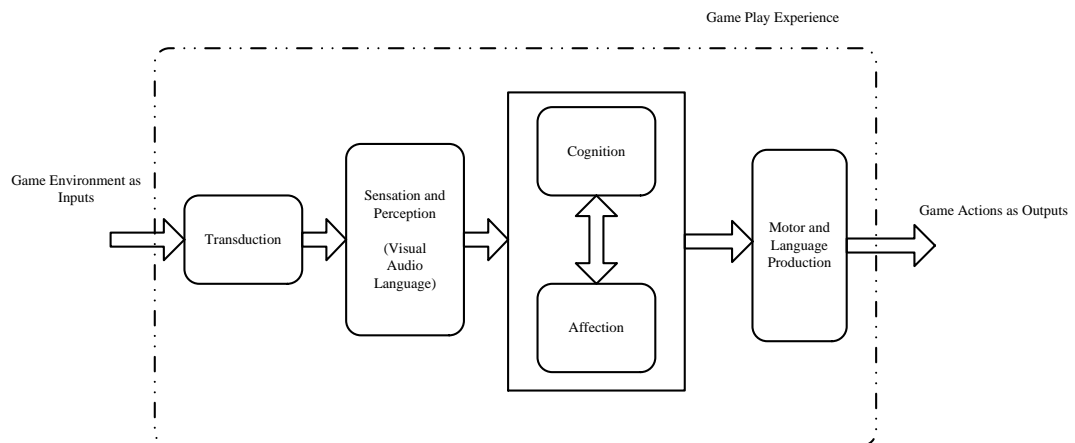 Game Play Experience
Game Environment as
Inputs
Transduction
Sensation and
Perception
(Visual
Audio
Language)
Cognition
Affection
Motor and
Language
Production
Game Actions as Outputs